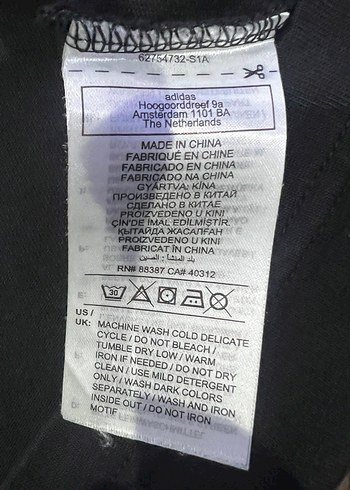 62754732-S1A
adidas
Hoogoorddreef 9a
Amsterdam 1101 BA
The Netherlands
MADE IN CHINA
FABRIQUÉ EN CHINE
FABRICADO EN CHINA
FABRICADO NA CHINA
GYÁRTVA: KÍNA
ПРОИЗВЕДЕНО В КИТАЙ
СДЕЛАНО В КИТАЕ
PROIZVEDENO U KINI
ÇİN'DE İMAL EDİLMİŞTİR
ҚЫТАЙДА ЖАСАЛҒАН
PROIZVEDENO U KINI
FABRICAT ÎN CHINA
بلد المنشأ: الصين
RN# 88387 CA# 40312
30
US /
UK: MACHINE WASH COLD DELICATE
CYCLE / DO NOT BLEACH /
TUMBLE DRY LOW / WARM
IRON IF NEEDED / DO NOT DRY
CLEAN / USE MILD DETERGENT
ONLY / WASH DARK COLORS
SEPARATELY / WASH AND IRON
INSIDE OUT / DO NOT IRON
MOTIF